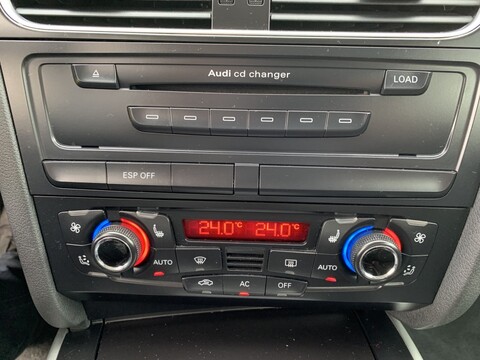 Audi cd changer
LOAD
ESP OFF
24.0° 24.0°
AUTO AUTO
AC OFF